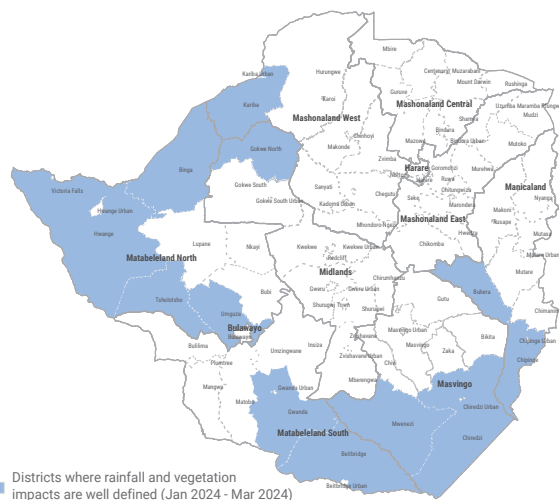 Mbire
Kariba Urban
Hurungwe
Centenary
Muzarabani
Mount Darwin
Rushinga
Guruve
Karoi
Kariba
Mashonaland Central
Uzumba Maramba Pfungwe
Mudzi
Mashonaland West
Shamva
Bindura
Bindura Urban
Chinhoyi
Mazowe
Mutoko
Makonde
Gokwe North
Zvimba
Harare
Goromonzi
Murehwa
Binga
Ruwa
Harare
Manicaland
Gokwe South
Sanyati
Chitungwiza
Victoria Falls
Chegutu
Seke
Marondera
Nyanga
Gokwe South Urban
Kadoma Urban
Makoni
Hwange Urban
Mashonaland East
Rusape
Mhondoro-Ngezi
Hwedza
Mutasa
Hwange
Lupane
Nkayi
Kwekwe
Kwekwe Urban
Chikomba
Mutare Urban
Matabeleland North
Redcliff
Midlands
Mutare
Chirumhanzu
Tsholotsho
Bubi
Gweru
Gweru Urban
Buhera
Gutu
Umguza
Shurugwi Town
Shurugwi
Chimanimani
Bulawayo
Bulawayo
Zvishavane
Masvingo Urban
Bikita
Chipinge Urban
Bulilima
Umzingwane
Insiza
Masvingo
Zaka
Zvishavane Urban
Chipinge
Plumtree
Chivi
Mberengwa
Mangwe
Gwanda Urban
Masvingo
Matobo
Gwanda
Chiredzi Urban
Mwenezi
Matabeleland South
Chiredzi
Beitbridge
Districts where rainfall and vegetation
impacts are well defined (Jan 2024 - Mar 2024)
Beitbridge Urban